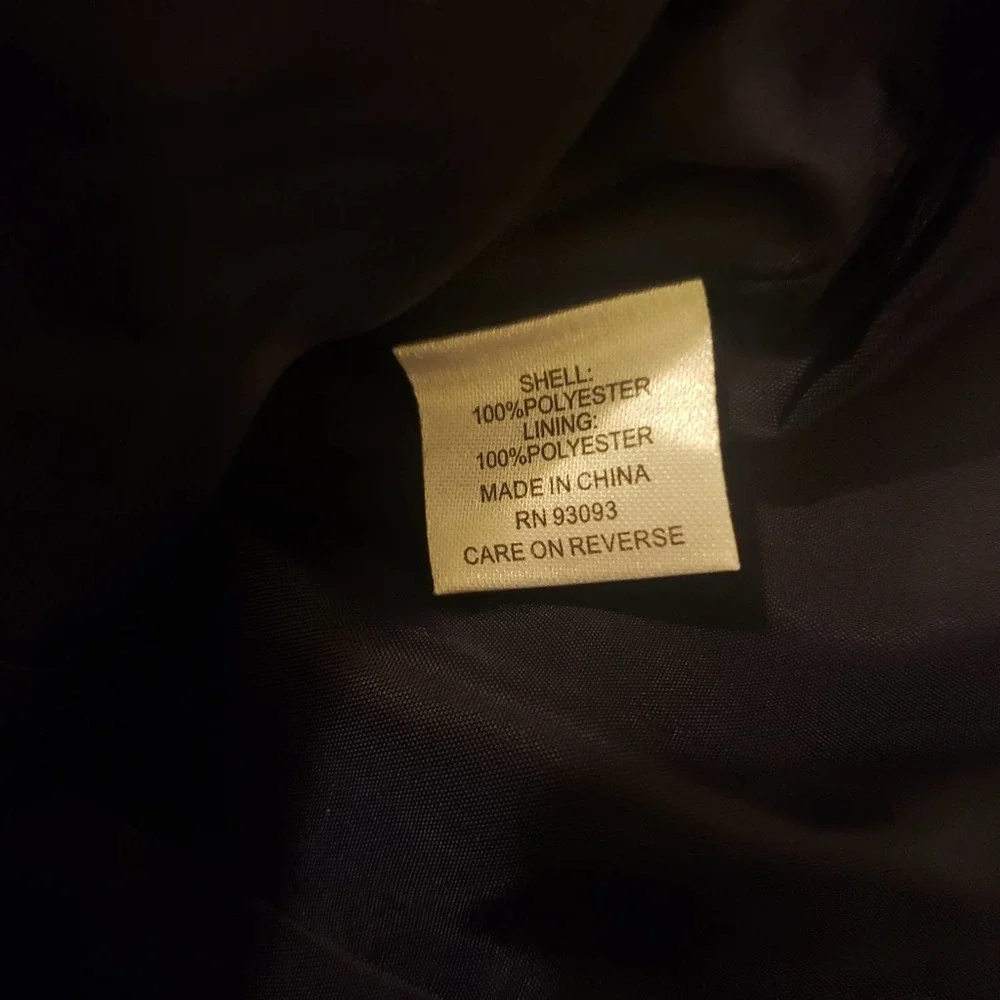 SHELL:
100%POLYESTER
LINING:
100%POLYESTER
MADE IN CHINA
RN 93093
CARE ON REVERSE